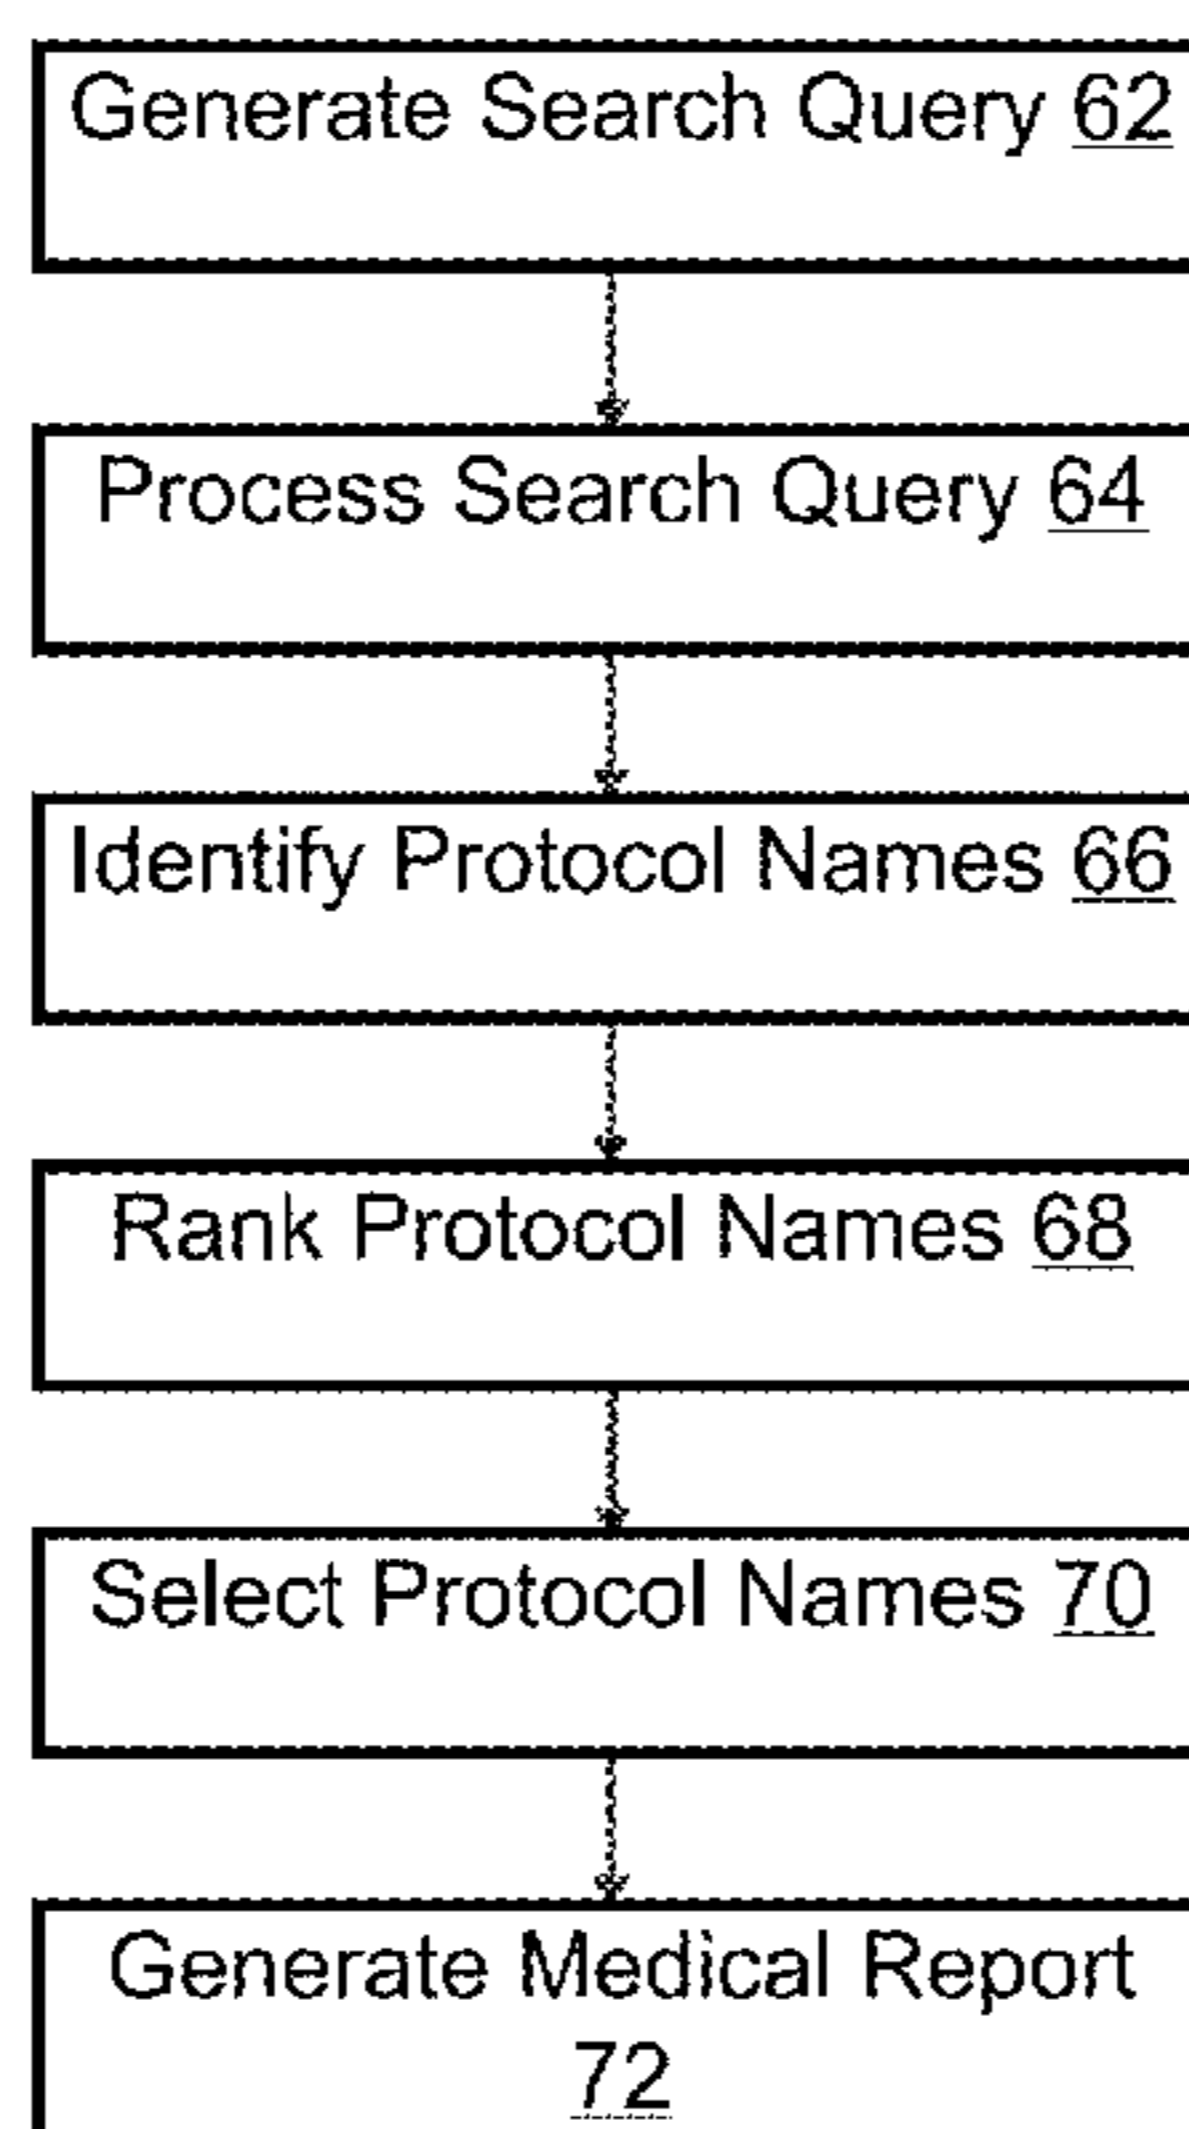 Generate Search Query 62
Process Search Query 64
Identify Protocol Names 66
Rank Protocol Names 68
Select Protocol Names 70
Generate Medical Report
72